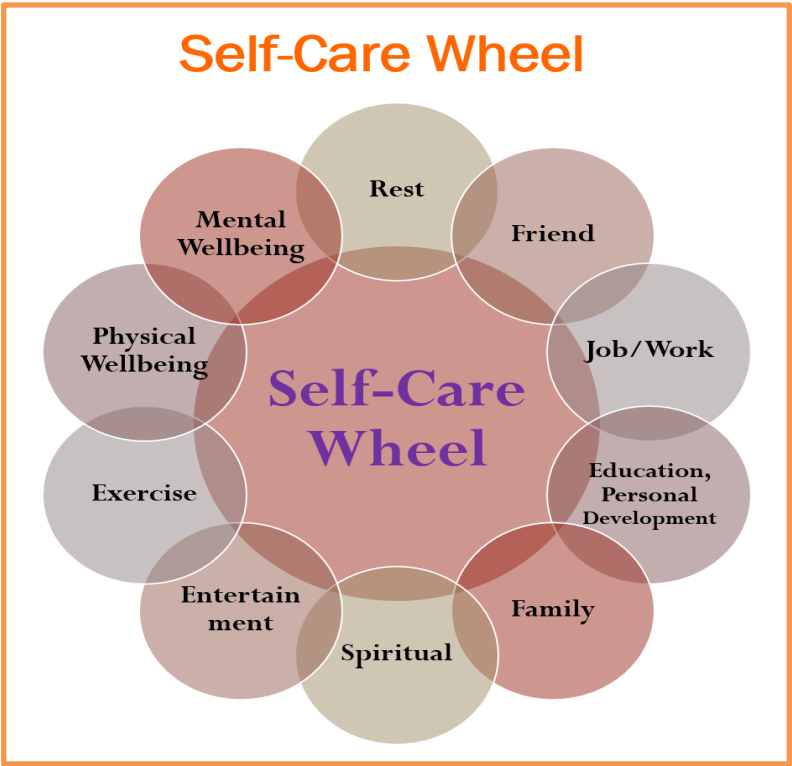 Self-Care Wheel
Rest
Friend
Job/Work
Education,
Personal
Development
Family
Spiritual
Entertain
ment
Exercise
Physical
Wellbeing
Mental
Wellbeing
Self-Care
Wheel